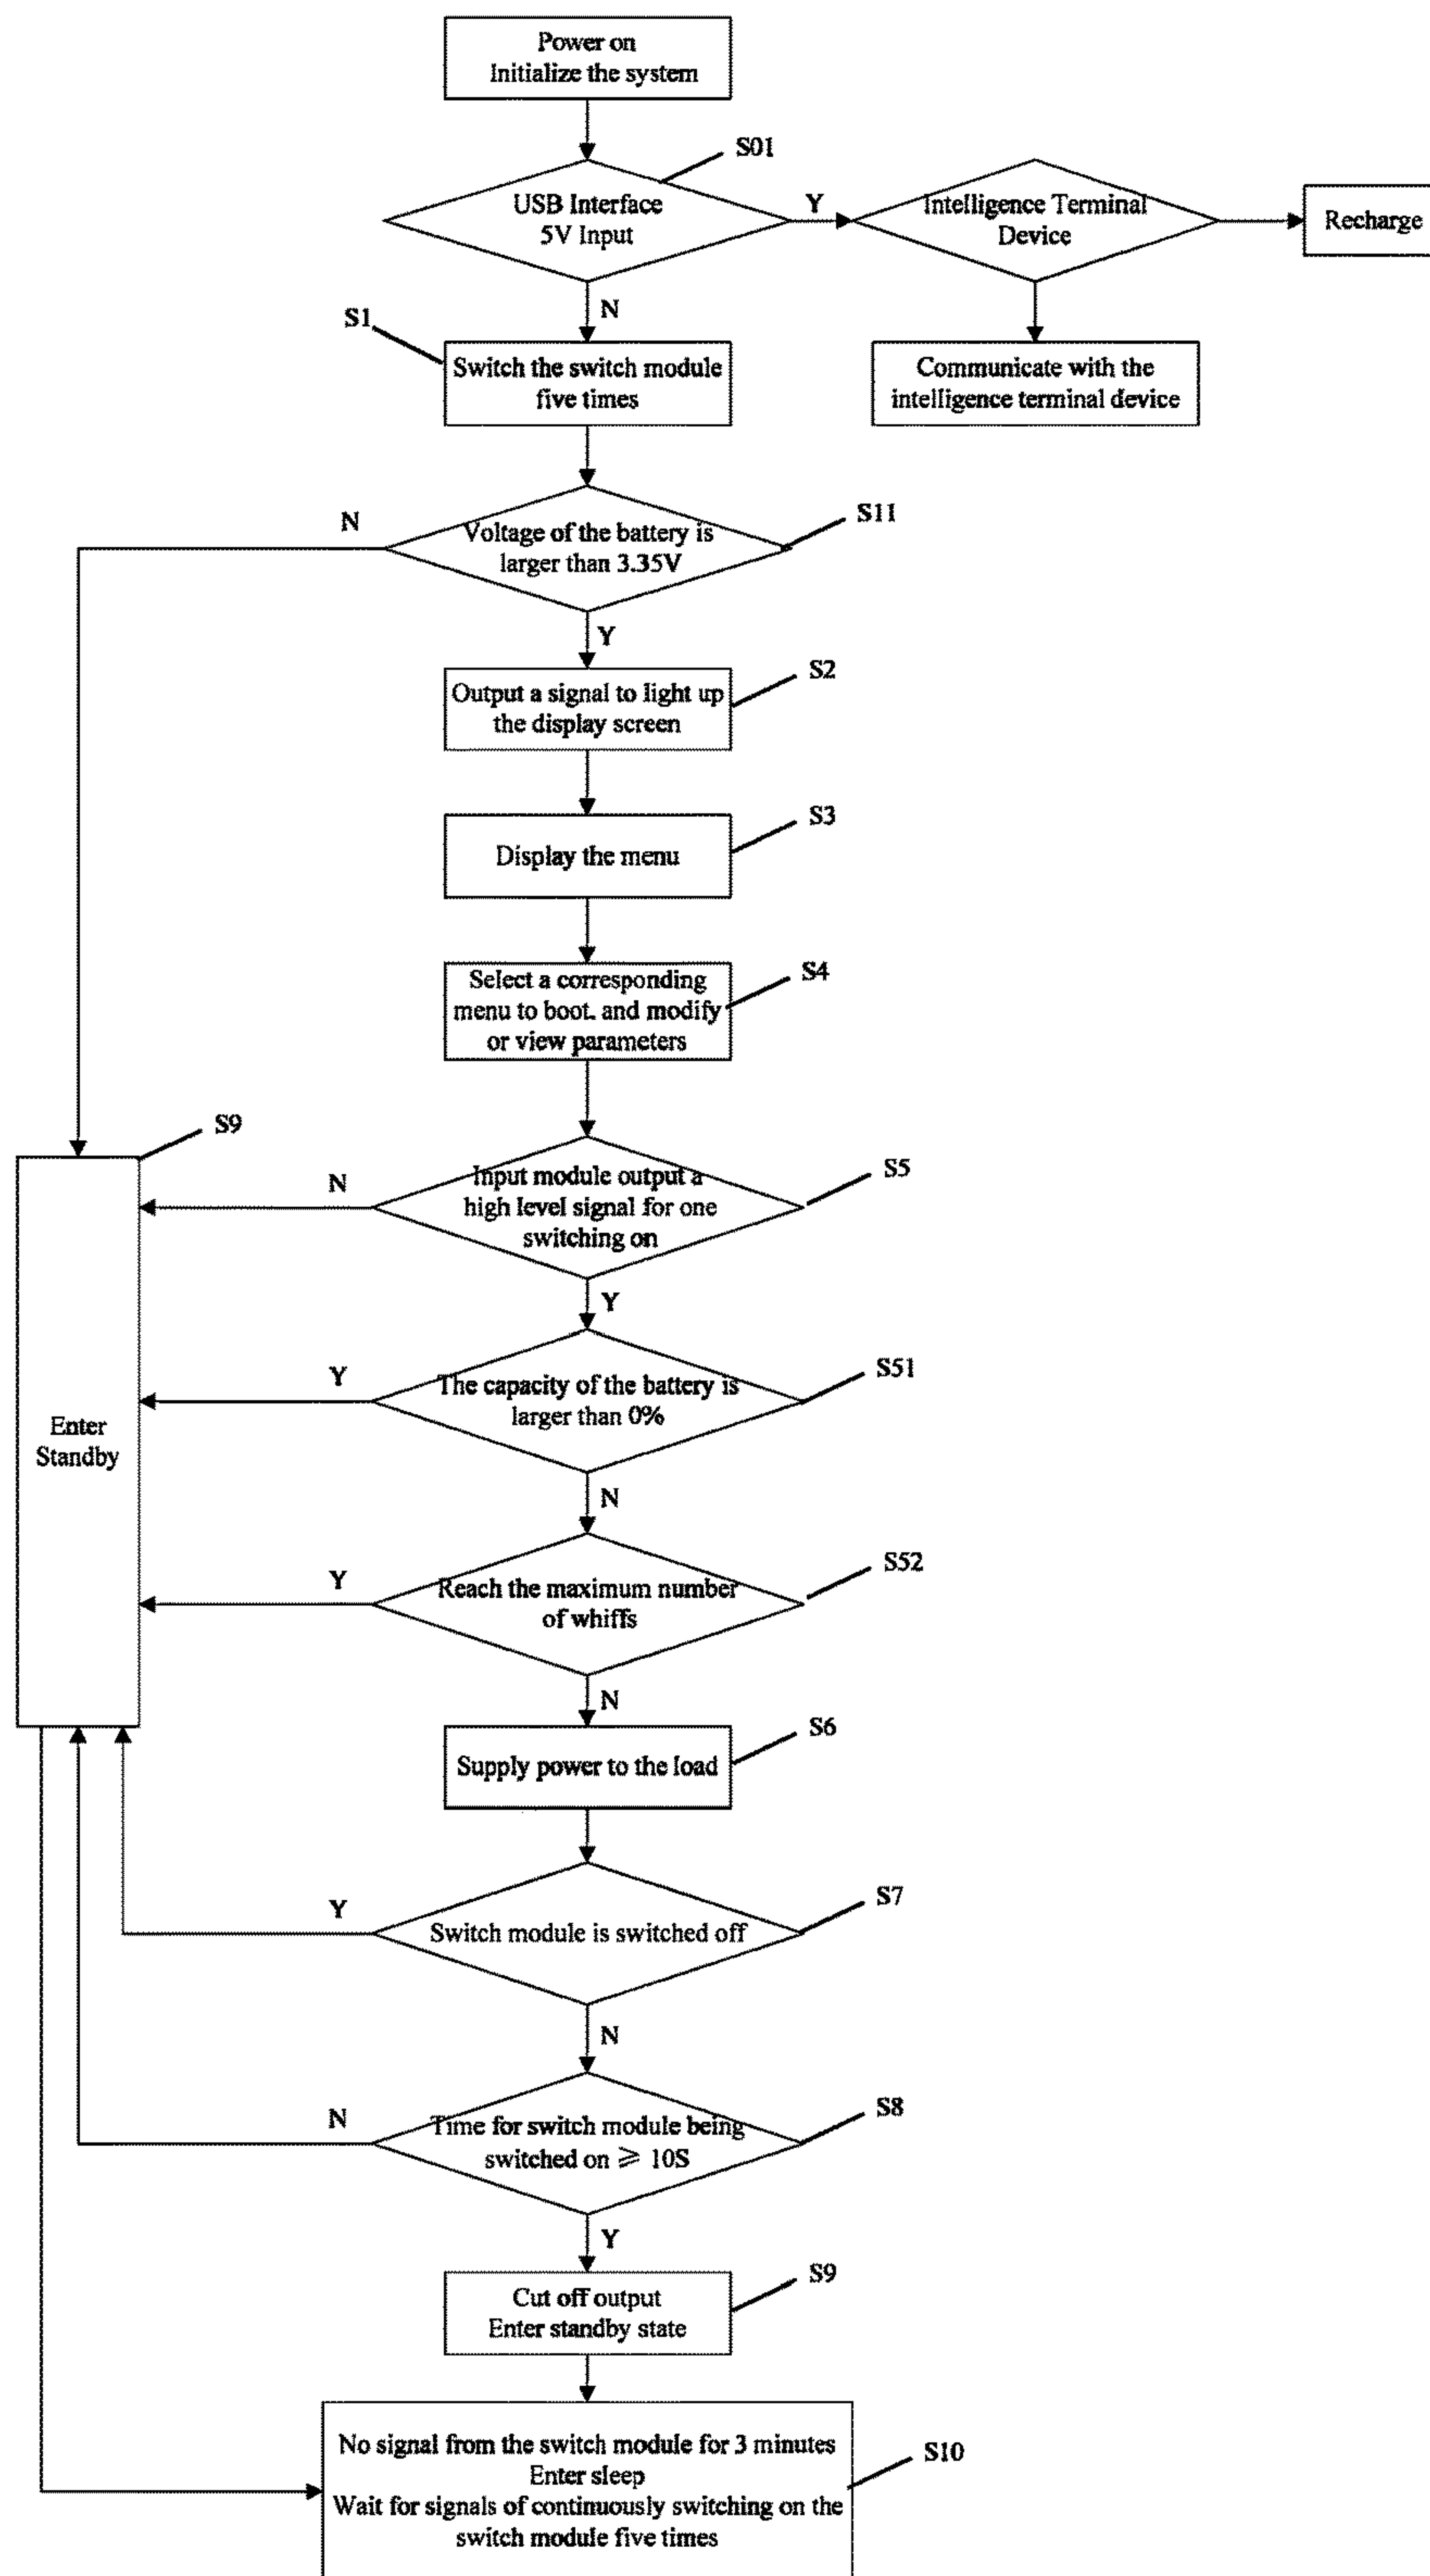 Power on
Initialize the system
S01
USB Interface
5V Input
Y
Intelligence Terminal
Device
Recharge
N
S1
Switch the switch module
five times
Communicate with the
intelligence terminal device
N
Voltage of the battery is
larger than 3.35V
S11
Y
S2
Output a signal to light up
the display screen
S3
Display the menu
S4
Select a corresponding
menu to boot. and modify
or view parameters
S9
N
Input module output a
high level signal for one
switching on
S5
Y
Y
The capacity of the battery is
larger than 0%
S51
Enter
Standby
N
Y
Reach the maximum number
of whiffs
S52
N
S6
Supply power to the load
Y
Switch module is switched off
S7
N
N
Time for switch module being
switched on ⩾ 10S
S8
Y
S9
Cut off output
Enter standby state
No signal from the switch module for 3 minutes
Enter sleep
Wait for signals of continuously switching on the
switch module five times
S10